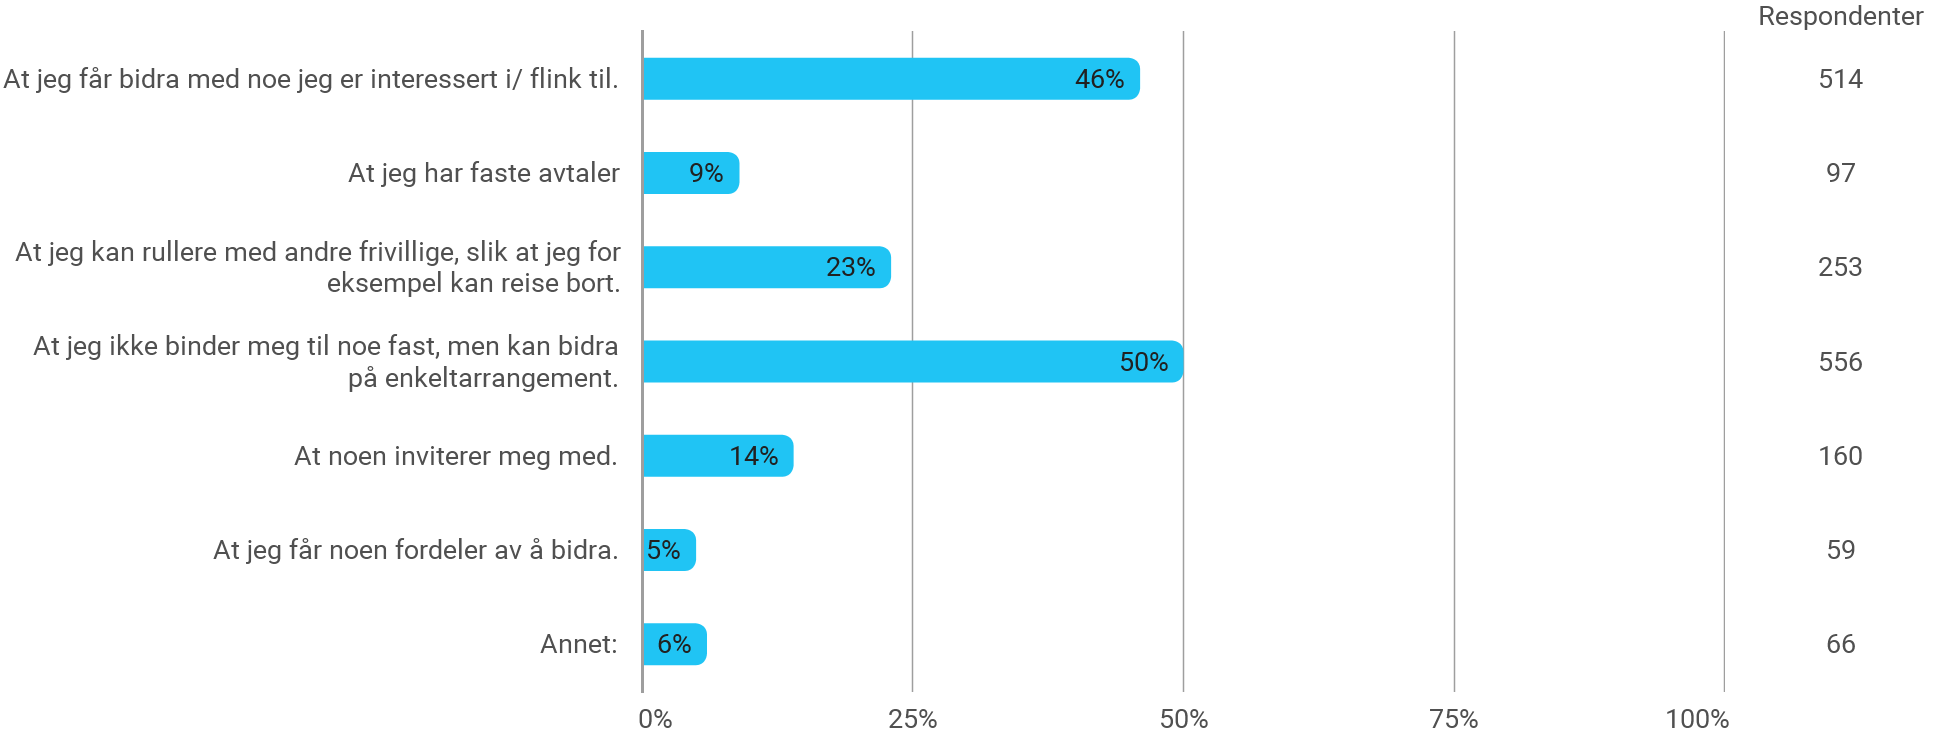 Respondenter
At jeg får bidra med noe jeg er interessert i/ flink til.
46%
514
At jeg har faste avtaler
9%
97
At jeg kan rullere med andre frivillige, slik at jeg for
eksempel kan reise bort.
23%
253
At jeg ikke binder meg til noe fast, men kan bidra
på enkeltarrangement.
50%
556
At noen inviterer meg med.
14%
160
At jeg får noen fordeler av å bidra.
5%
59
Annet:
6%
66
0%
25%
50%
75%
100%